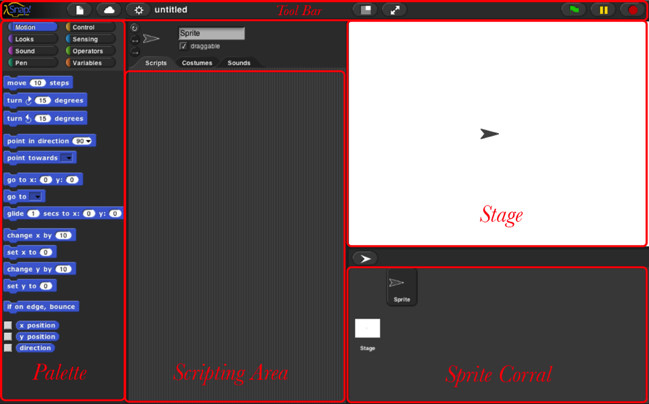 Snap!
untitled
Tool Bar
Motion
Control
Looks
Sensing
Sound
Operators
Pen
Variables
Sprite
draggable
Scripts
Costumes
Sounds
move 10 steps
turn 15 degrees
turn 15 degrees
point in direction 90
point towards
go to x: 0 y: 0
go to
glide 1 secs to x: 0 y: 0
change x by 10
set x to 0
change y by 10
set y to 0
if on edge, bounce
x position
y position
direction
Palette
Scripting Area
Stage
Sprite
Stage
Sprite Corral